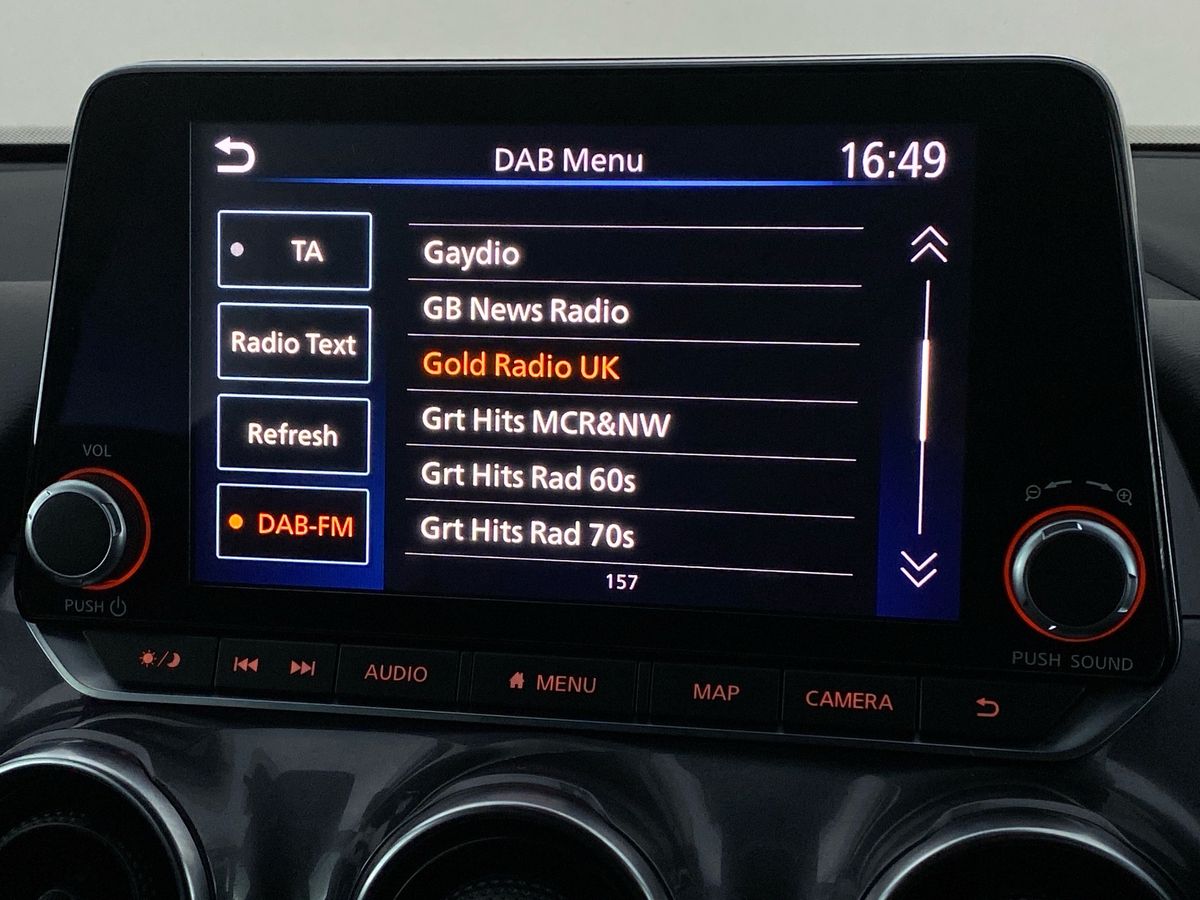 DAB Menu
16:49
TA
Radio Text
Refresh
DAB-FM
Gaydio
GB News Radio
Gold Radio UK
Grt Hits MCR&NW
Grt Hits Rad 60s
Grt Hits Rad 70s
157
VOL
PUSH
PUSH SOUND
AUDIO
MENU
MAP
CAMERA